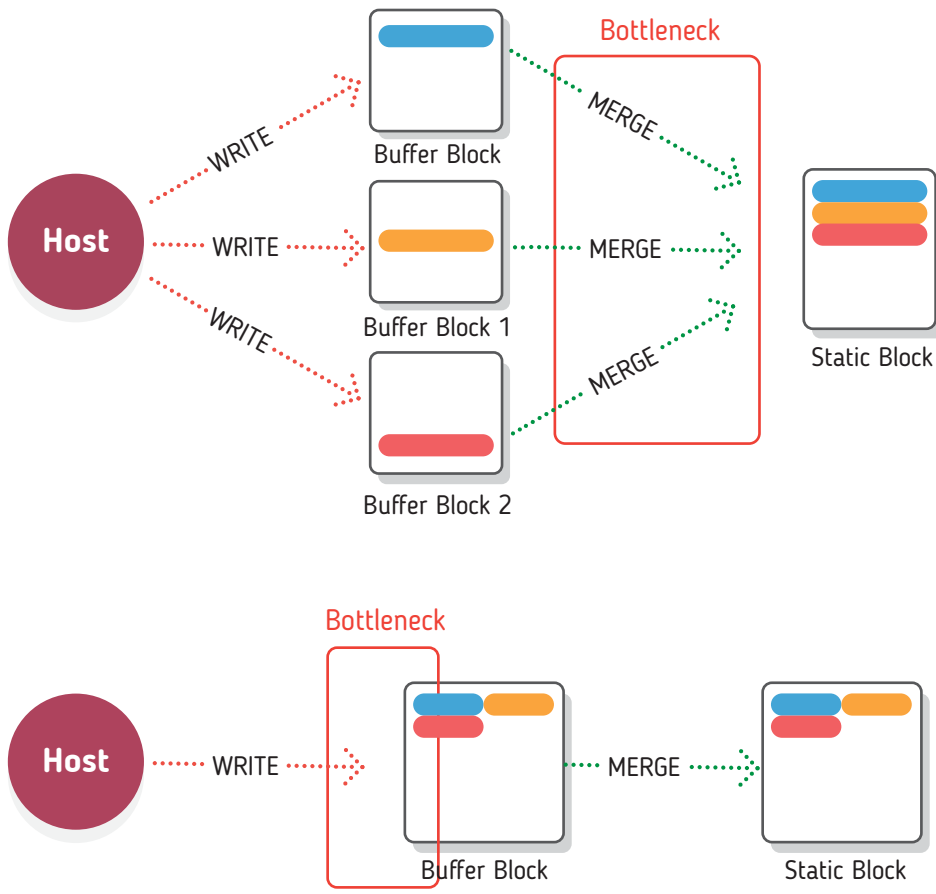 Bottleneck
WRITE
MERGE
Buffer Block
Host
WRITE
MERGE
Buffer Block 1
WRITE
MERGE
Static Block
Buffer Block 2
Bottleneck
Host
WRITE
MERGE
Buffer Block
Static Block